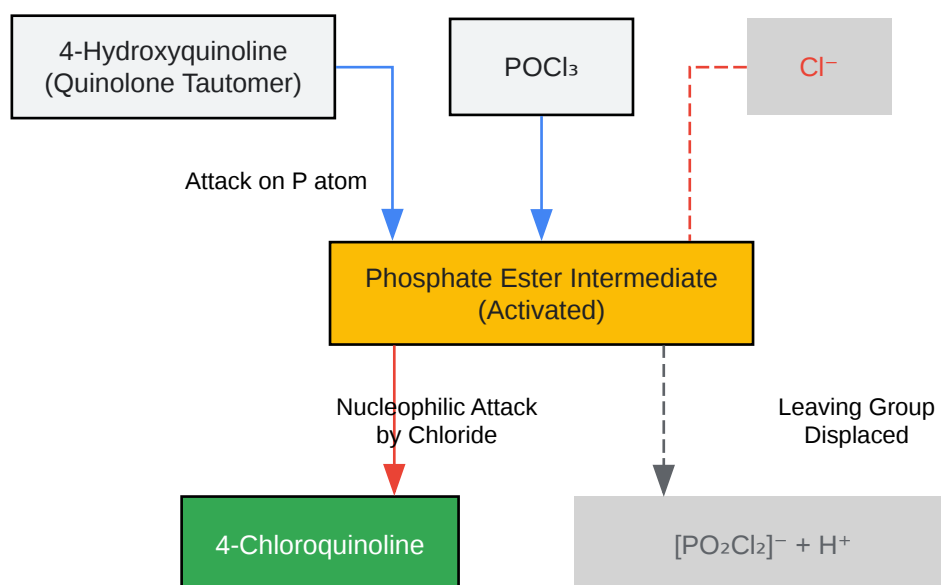 4-Hydroxyquinoline
(Quinolone Tautomer)
POCl₃
Cl⁻
Attack on P atom
Phosphate Ester Intermediate
(Activated)
Nucleophilic Attack
by Chloride
Leaving Group
Displaced
4-Chloroquinoline
[PO₂Cl₂]⁻ + H⁺